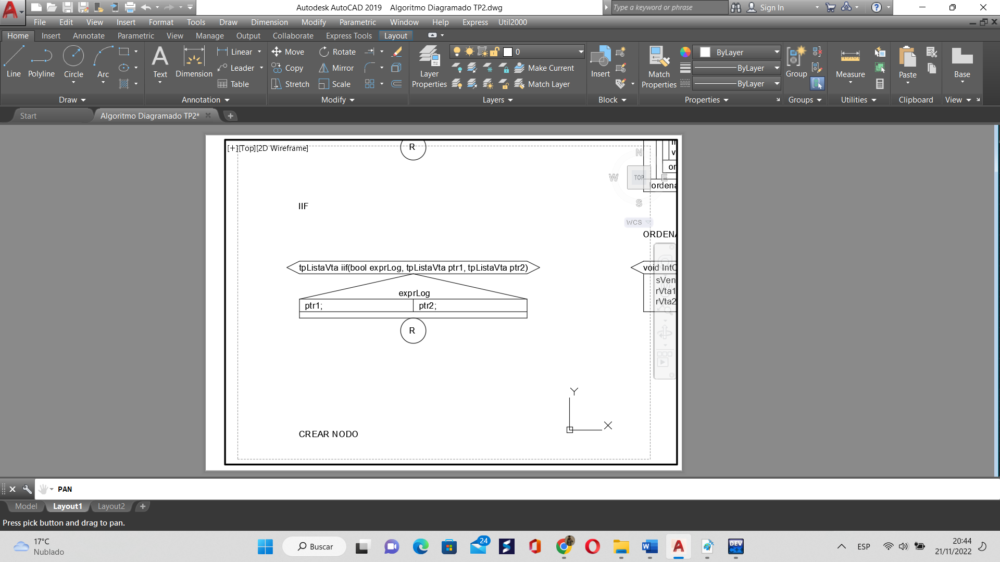 Autodesk AutoCAD 2019 Algoritmo Diagramado TP2.dwg
Type a keyword or phrase
Sign In
File Edit View Insert Format Tools Draw Dimension Modify Parametric Window Help Express Util2000
Home Insert Annotate Parametric View Manage Output Collaborate Express Tools Layout
Line Polyline Circle Arc
Draw
Text Dimension
Linear
Leader
Table
Annotation
Move Rotate
Copy Mirror
Stretch Scale
Modify
Layer
Properties
0
Make Current
Match Layer
Layers
Insert
Block
Match
Properties
ByLayer
ByLayer
ByLayer
Properties
Group
Groups
Measure
Utilities
Paste
Clipboard
Base
View
Start Algoritmo Diagramado TP2*
[+][Top][2D Wireframe]
R
N
W TOP E
S
WCS
v
or
ordena
IIF
ORDENA
tpListaVta iif(bool exprLog, tpListaVta ptr1, tpListaVta ptr2)
exprLog
ptr1; ptr2;
R
void IntC
sVen
rVta1
rVta2
Y
X
CREAR NODO
PAN
Model Layout1 Layout2
Press pick button and drag to pan.
17°C
Nublado
Buscar
24
DEV
C++
ESP
20:44
21/11/2022